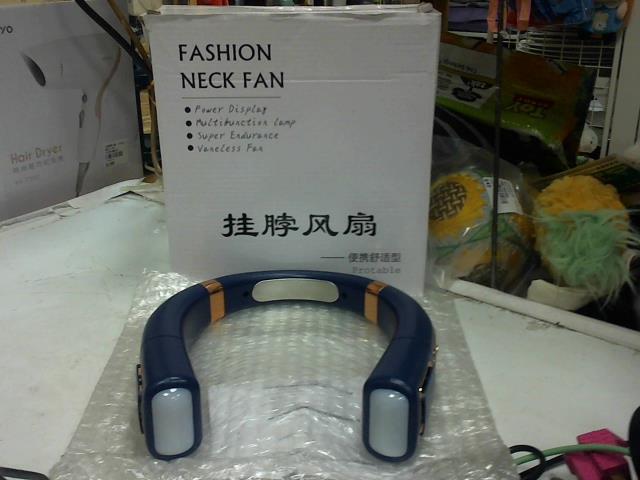 yo
Hair Dryer
FASHION
NECK FAN
Power Display
Multifunction lamp
Super Endurance
Vaneless Fan
挂脖风扇
——便携舒适型
Protable